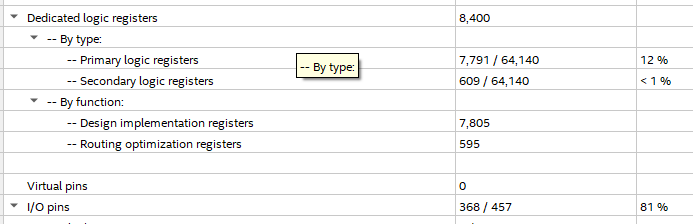 Dedicated logic registers 8,400
-- By type:
-- Primary logic registers 7,791 / 64,140 12 %
-- By type:
-- Secondary logic registers 609 / 64,140 < 1 %
-- By function:
-- Design implementation registers 7,805
-- Routing optimization registers 595
Virtual pins 0
I/O pins 368 / 457 81 %